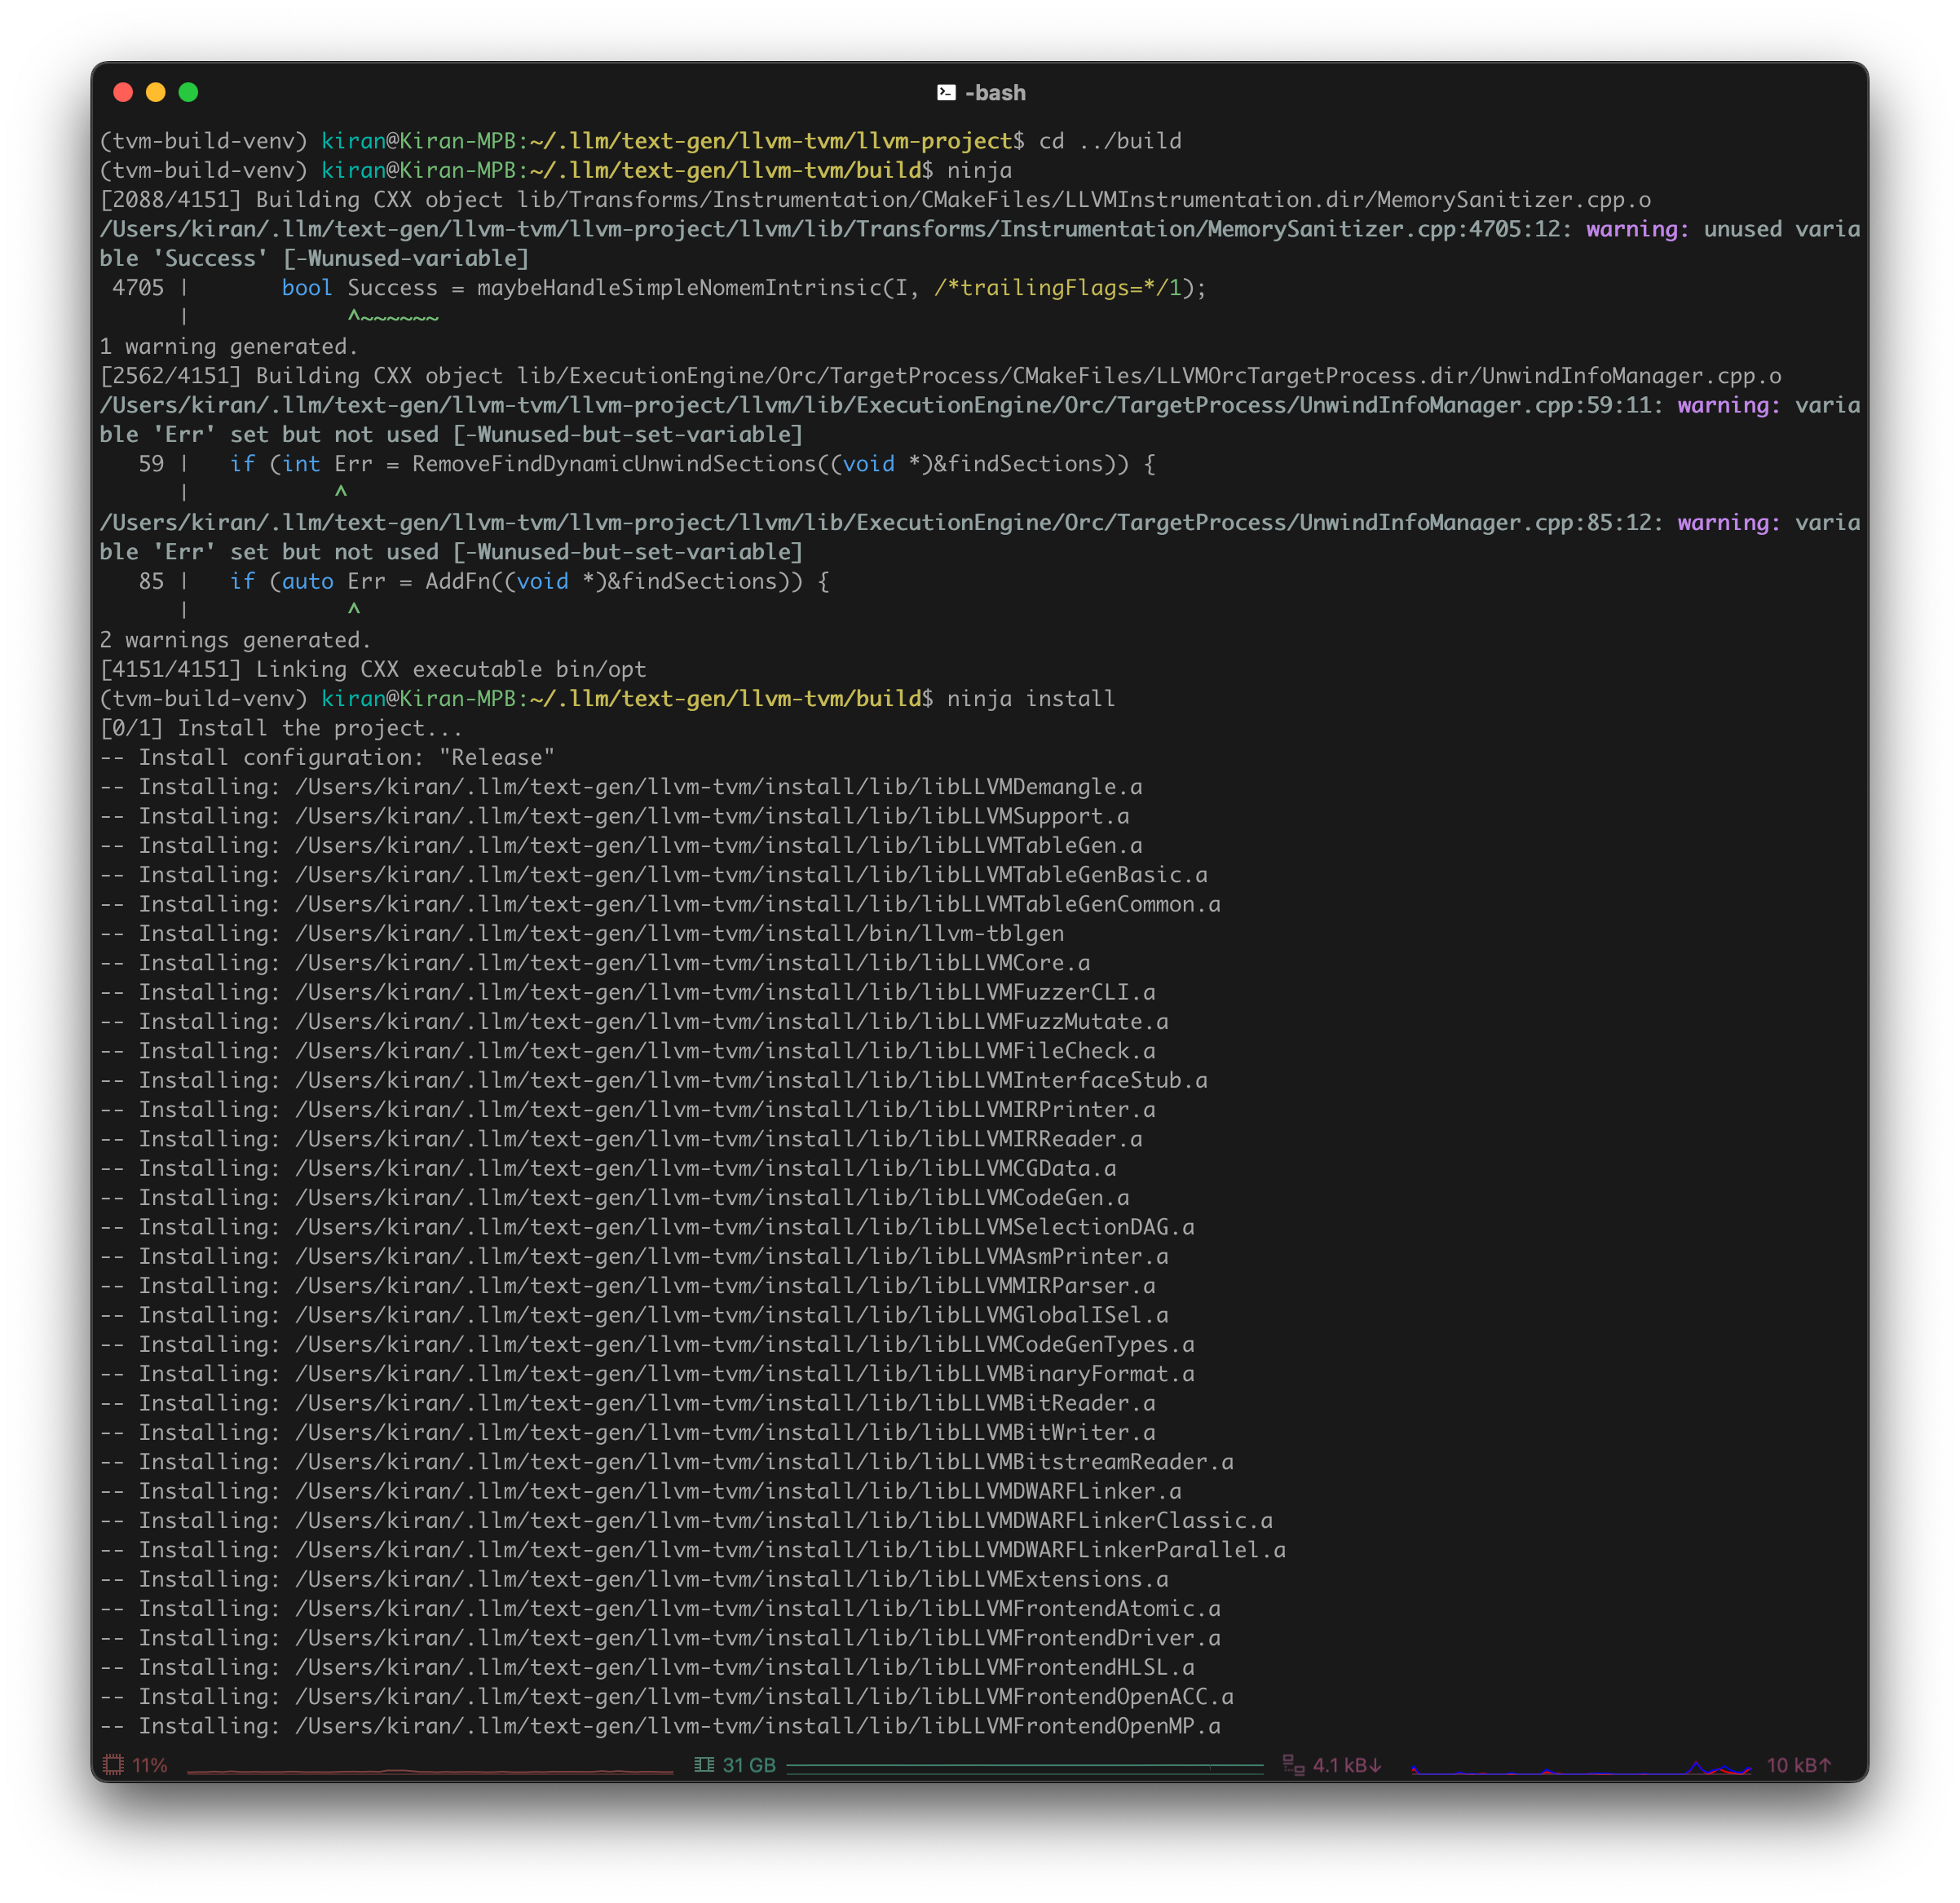 -bash
(tvm-build-venv) kiran@Kiran-MPB:~/.llm/text-gen/llvm-tvm/llvm-project$ cd ../build
(tvm-build-venv) kiran@Kiran-MPB:~/.llm/text-gen/llvm-tvm/build$ ninja
[2088/4151] Building CXX object lib/Transforms/Instrumentation/CMakeFiles/LLVMInstrumentation.dir/MemorySanitizer.cpp.o
/Users/kiran/.llm/text-gen/llvm-tvm/llvm-project/llvm/lib/Transforms/Instrumentation/MemorySanitizer.cpp:4705:12: warning: unused varia
ble 'Success' [-Wunused-variable]
 4705 |       bool Success = maybeHandleSimpleNomemIntrinsic(I, /*trailingFlags=*/1);
      |            ^~~~~~~
1 warning generated.
[2562/4151] Building CXX object lib/ExecutionEngine/Orc/TargetProcess/CMakeFiles/LLVMOrcTargetProcess.dir/UnwindInfoManager.cpp.o
/Users/kiran/.llm/text-gen/llvm-tvm/llvm-project/llvm/lib/ExecutionEngine/Orc/TargetProcess/UnwindInfoManager.cpp:59:11: warning: varia
ble 'Err' set but not used [-Wunused-but-set-variable]
   59 |   if (int Err = RemoveFindDynamicUnwindSections((void *)&findSections)) {
      |           ^
/Users/kiran/.llm/text-gen/llvm-tvm/llvm-project/llvm/lib/ExecutionEngine/Orc/TargetProcess/UnwindInfoManager.cpp:85:12: warning: varia
ble 'Err' set but not used [-Wunused-but-set-variable]
   85 |   if (auto Err = AddFn((void *)&findSections)) {
      |            ^
2 warnings generated.
[4151/4151] Linking CXX executable bin/opt
(tvm-build-venv) kiran@Kiran-MPB:~/.llm/text-gen/llvm-tvm/build$ ninja install
[0/1] Install the project...
-- Install configuration: "Release"
-- Installing: /Users/kiran/.llm/text-gen/llvm-tvm/install/lib/libLLVMDemangle.a
-- Installing: /Users/kiran/.llm/text-gen/llvm-tvm/install/lib/libLLVMSupport.a
-- Installing: /Users/kiran/.llm/text-gen/llvm-tvm/install/lib/libLLVMTableGen.a
-- Installing: /Users/kiran/.llm/text-gen/llvm-tvm/install/lib/libLLVMTableGenBasic.a
-- Installing: /Users/kiran/.llm/text-gen/llvm-tvm/install/lib/libLLVMTableGenCommon.a
-- Installing: /Users/kiran/.llm/text-gen/llvm-tvm/install/bin/llvm-tblgen
-- Installing: /Users/kiran/.llm/text-gen/llvm-tvm/install/lib/libLLVMCore.a
-- Installing: /Users/kiran/.llm/text-gen/llvm-tvm/install/lib/libLLVMFuzzerCLI.a
-- Installing: /Users/kiran/.llm/text-gen/llvm-tvm/install/lib/libLLVMFuzzMutate.a
-- Installing: /Users/kiran/.llm/text-gen/llvm-tvm/install/lib/libLLVMFileCheck.a
-- Installing: /Users/kiran/.llm/text-gen/llvm-tvm/install/lib/libLLVMInterfaceStub.a
-- Installing: /Users/kiran/.llm/text-gen/llvm-tvm/install/lib/libLLVMIRPrinter.a
-- Installing: /Users/kiran/.llm/text-gen/llvm-tvm/install/lib/libLLVMIRReader.a
-- Installing: /Users/kiran/.llm/text-gen/llvm-tvm/install/lib/libLLVMCGData.a
-- Installing: /Users/kiran/.llm/text-gen/llvm-tvm/install/lib/libLLVMCodeGen.a
-- Installing: /Users/kiran/.llm/text-gen/llvm-tvm/install/lib/libLLVMSelectionDAG.a
-- Installing: /Users/kiran/.llm/text-gen/llvm-tvm/install/lib/libLLVMAsmPrinter.a
-- Installing: /Users/kiran/.llm/text-gen/llvm-tvm/install/lib/libLLVMMIRParser.a
-- Installing: /Users/kiran/.llm/text-gen/llvm-tvm/install/lib/libLLVMGlobalISel.a
-- Installing: /Users/kiran/.llm/text-gen/llvm-tvm/install/lib/libLLVMCodeGenTypes.a
-- Installing: /Users/kiran/.llm/text-gen/llvm-tvm/install/lib/libLLVMBinaryFormat.a
-- Installing: /Users/kiran/.llm/text-gen/llvm-tvm/install/lib/libLLVMBitReader.a
-- Installing: /Users/kiran/.llm/text-gen/llvm-tvm/install/lib/libLLVMBitWriter.a
-- Installing: /Users/kiran/.llm/text-gen/llvm-tvm/install/lib/libLLVMBitstreamReader.a
-- Installing: /Users/kiran/.llm/text-gen/llvm-tvm/install/lib/libLLVMDWARFLinker.a
-- Installing: /Users/kiran/.llm/text-gen/llvm-tvm/install/lib/libLLVMDWARFLinkerClassic.a
-- Installing: /Users/kiran/.llm/text-gen/llvm-tvm/install/lib/libLLVMDWARFLinkerParallel.a
-- Installing: /Users/kiran/.llm/text-gen/llvm-tvm/install/lib/libLLVMExtensions.a
-- Installing: /Users/kiran/.llm/text-gen/llvm-tvm/install/lib/libLLVMFrontendAtomic.a
-- Installing: /Users/kiran/.llm/text-gen/llvm-tvm/install/lib/libLLVMFrontendDriver.a
-- Installing: /Users/kiran/.llm/text-gen/llvm-tvm/install/lib/libLLVMFrontendHLSL.a
-- Installing: /Users/kiran/.llm/text-gen/llvm-tvm/install/lib/libLLVMFrontendOpenACC.a
-- Installing: /Users/kiran/.llm/text-gen/llvm-tvm/install/lib/libLLVMFrontendOpenMP.a
11% 31 GB 4.1 kB↓ 10 kB↑